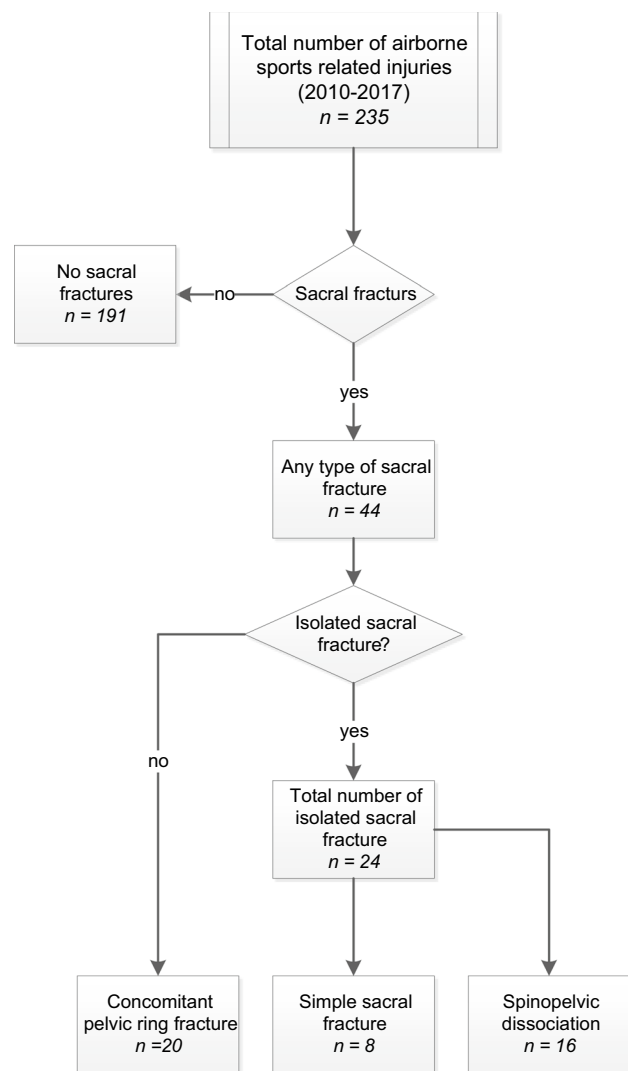 Total number of airborne
sports related injuries
(2010-2017)
n = 235
No sacral
fractures
n = 191
no
Sacral fracturs
yes
Any type of sacral
fracture
n = 44
Isolated sacral
fracture?
yes
no
Total number of
isolated sacral
fracture
n = 24
Concomitant
pelvic ring fracture
n =20
Simple sacral
fracture
n = 8
Spinopelvic
dissociation
n = 16